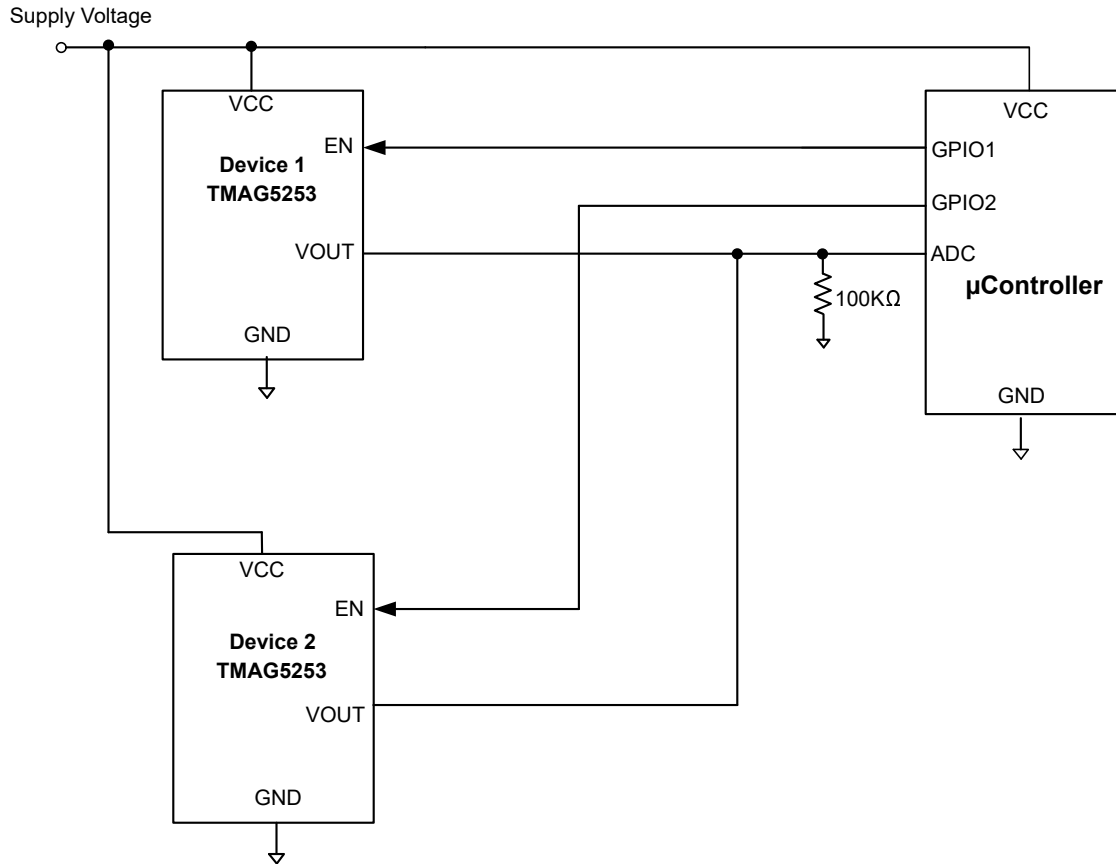 Supply Voltage
VCC
VCC
EN
GPIO1
Device 1
TMAG5253
GPIO2
VOUT
ADC
µController
100KΩ
GND
GND
VCC
EN
Device 2
TMAG5253
VOUT
GND